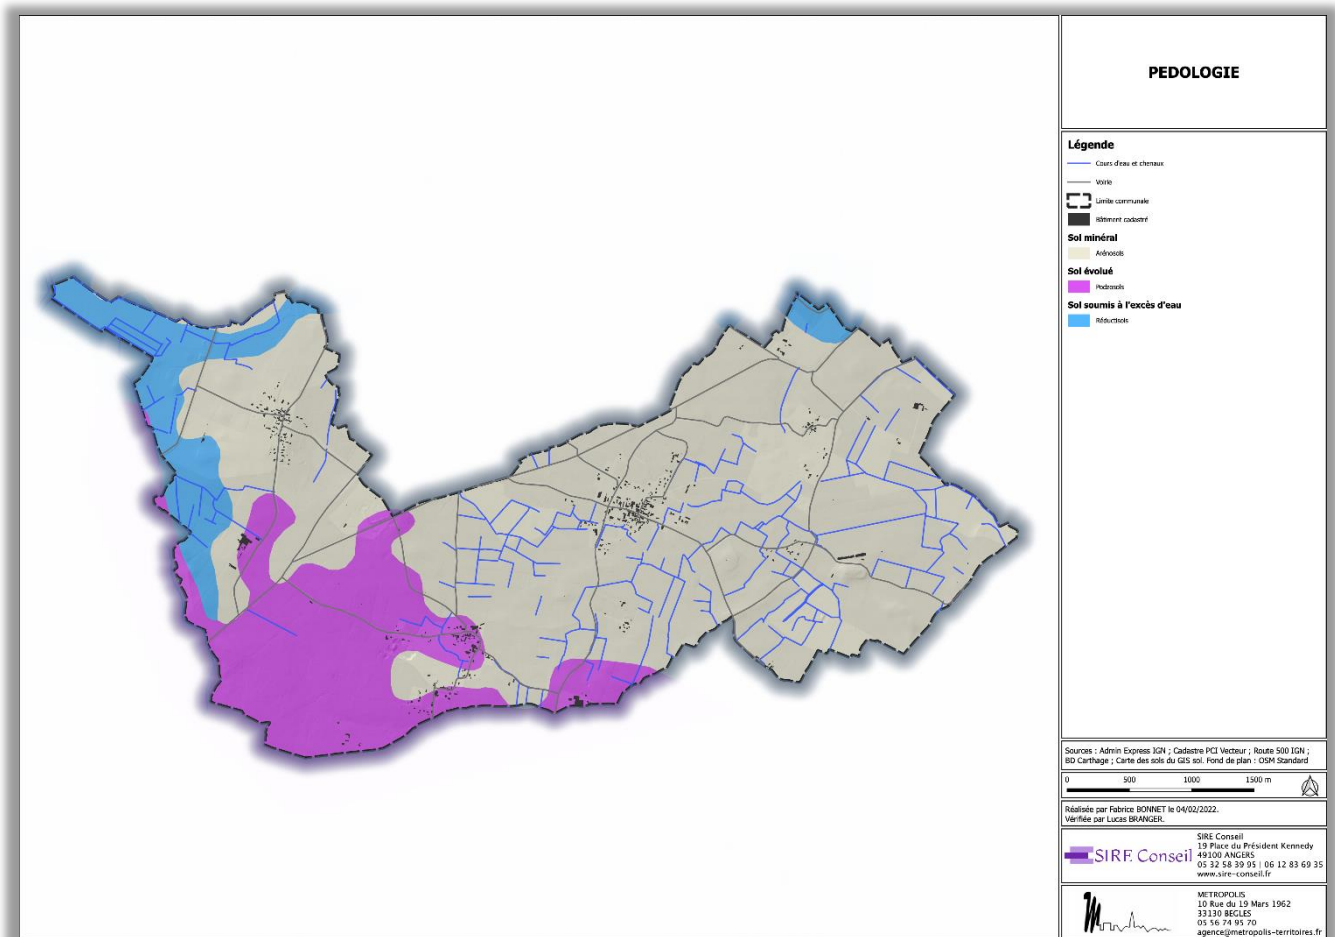 PEDOLOGIE
Légende
Cours d'eau et chenaux
Voirie
Limite communale
Bâtiment cadastré
Sol minéral
Arénosols
Sol évolué
Podzosols
Sol soumis à l'excès d'eau
Réductisols
Sources : Admin Express IGN ; Cadastre PCI Vecteur ; Route 500 IGN ;
BD Carthage ; Carte des sols du GIS sol. Fond de plan : OSM Standard
0 500 1000 1500 m
Réalisée par Fabrice BONNET le 04/02/2022.
Vérifiée par Lucas BRANGER.
SIRE Conseil
SIRE Conseil
19 Place du Président Kennedy
49100 ANGERS
05 32 58 39 95 | 06 12 83 69 35
www.sire-conseil.fr
METROPOLIS
10 Rue du 19 Mars 1962
33130 BEGLES
05 56 74 95 70
agence@metropolis-territoires.fr